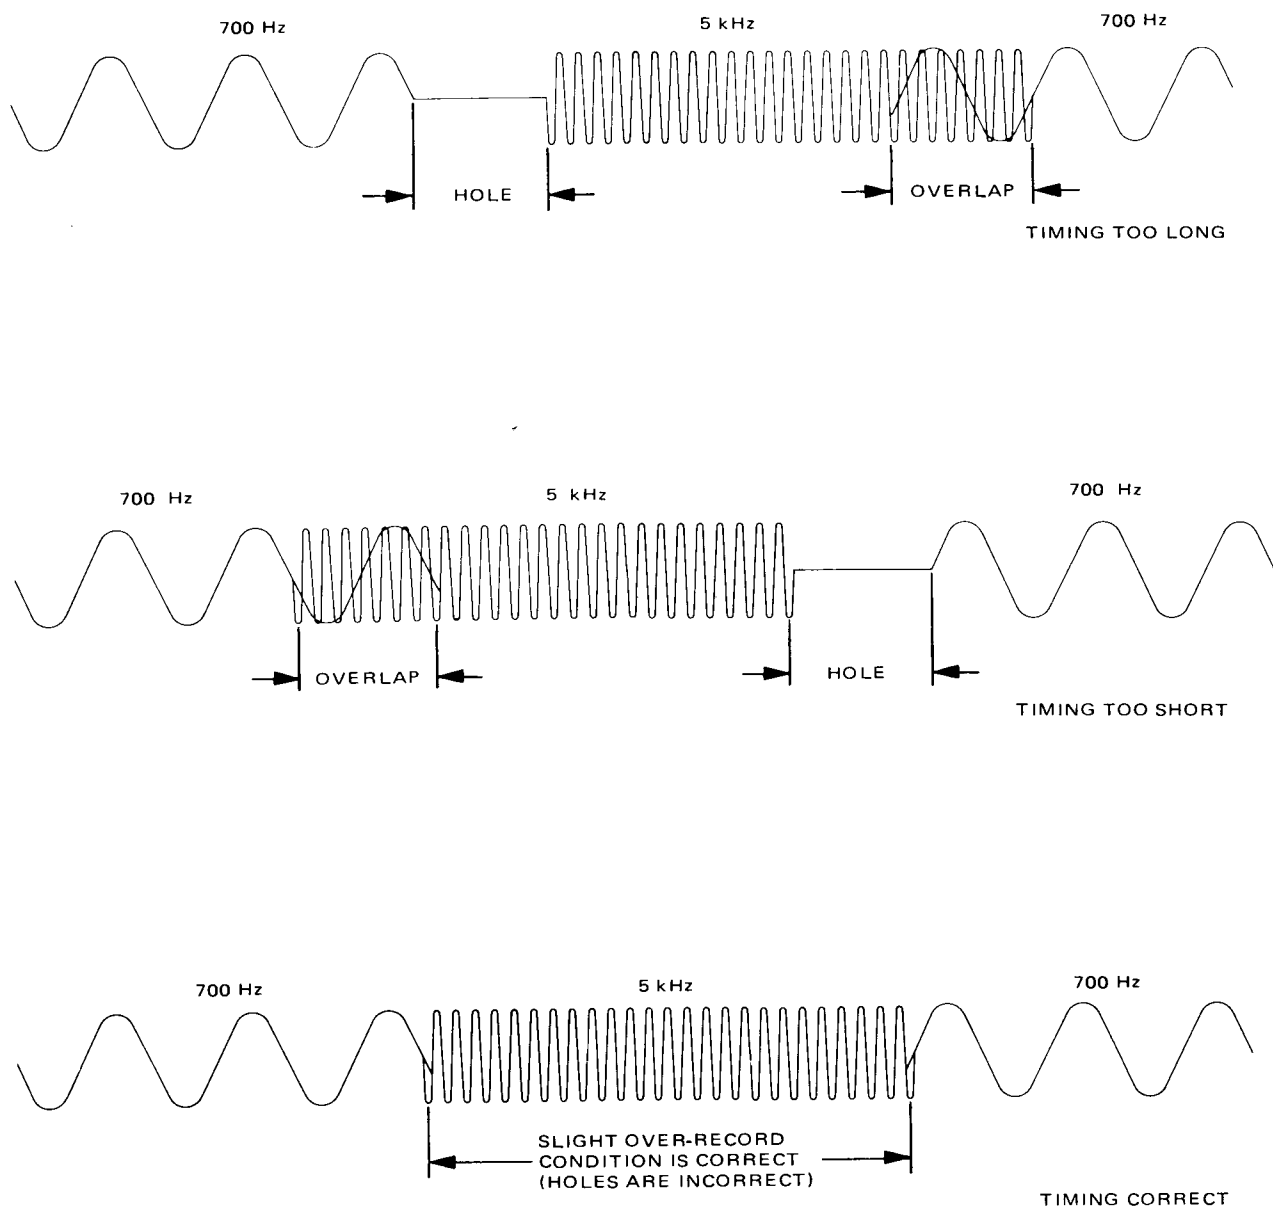 700 Hz
5 kHz
700 Hz
HOLE
OVERLAP
TIMING TOO LONG
700 Hz
5 kHz
700 Hz
OVERLAP
HOLE
TIMING TOO SHORT
700 Hz
5 kHz
700 Hz
SLIGHT OVER-RECORD
CONDITION IS CORRECT
(HOLES ARE INCORRECT)
TIMING CORRECT